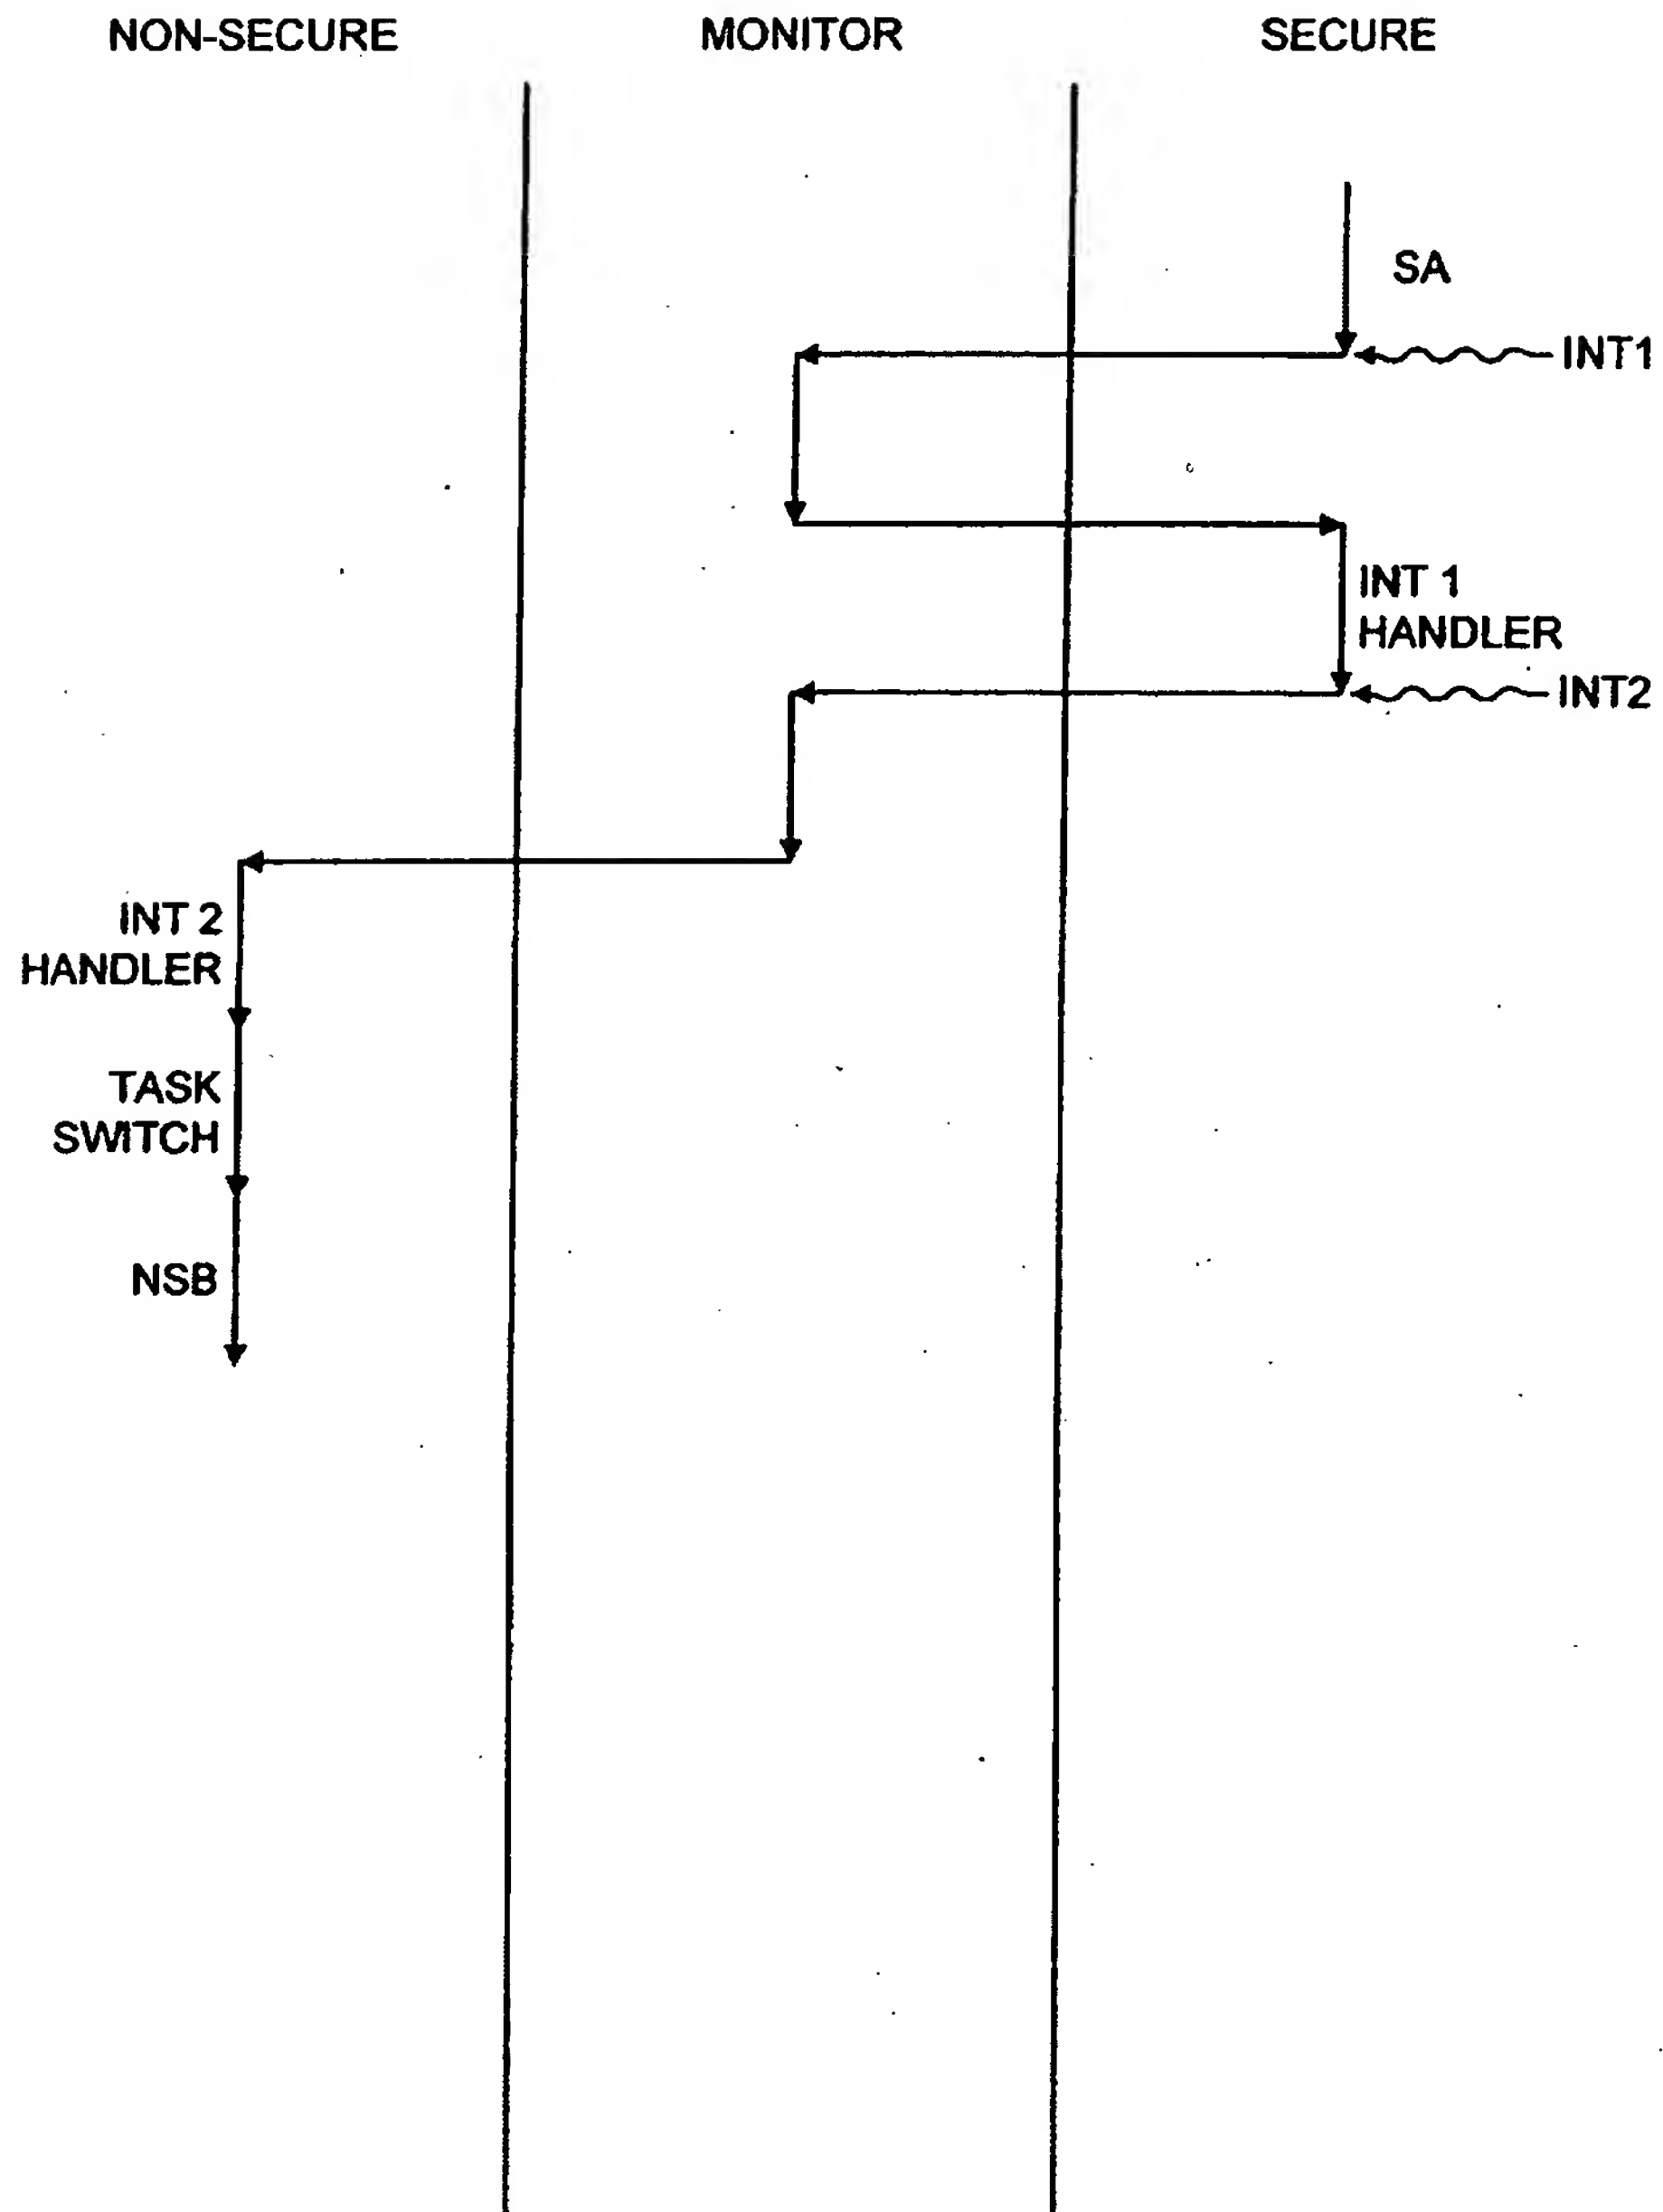 NON-SECURE MONITOR SECURE
SA
INT1
INT 1
HANDLER
INT2
INT 2
HANDLER
TASK
SWITCH
NSB